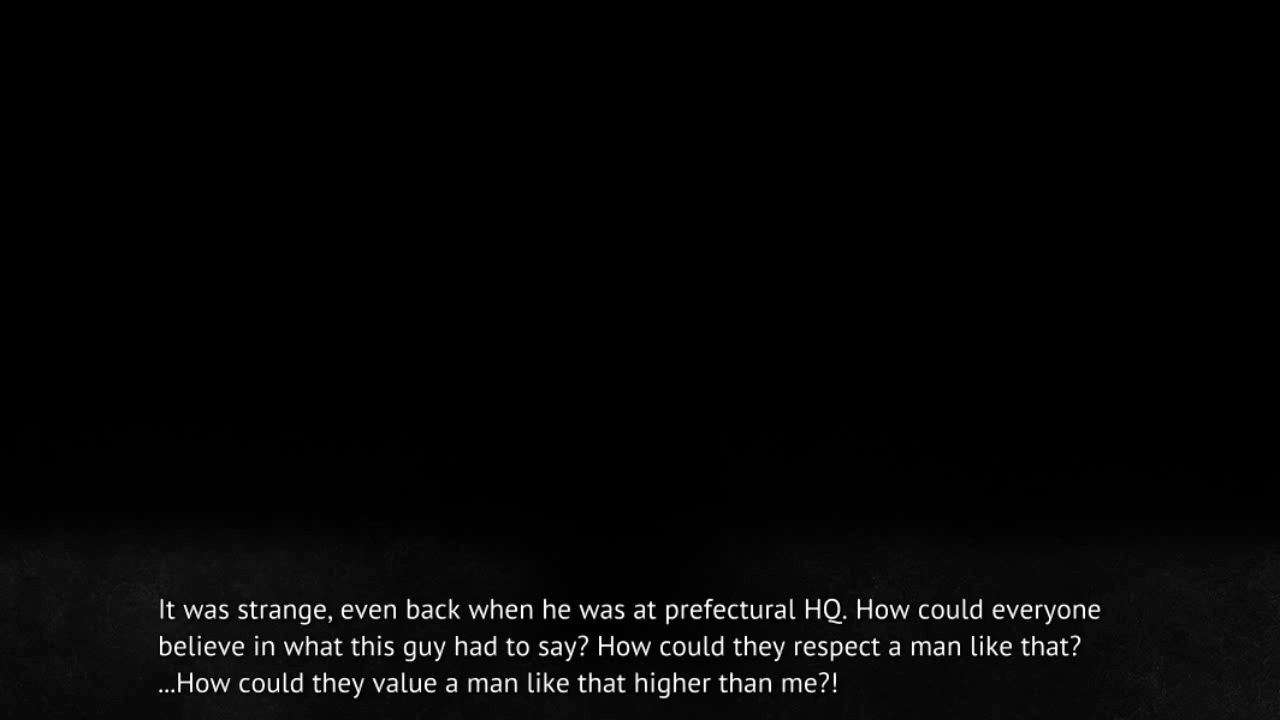 It was strange, even back when he was at prefectural HQ. How could everyone
believe in what this guy had to say? How could they respect a man like that?
...How could they value a man like that higher than me?!